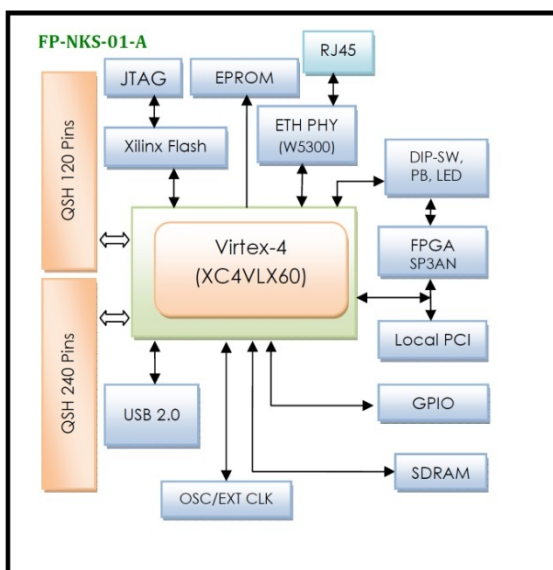 FP-NKS-01-A
RJ45
JTAG
EPROM
QSH 120 Pins
Xilinx Flash
ETH PHY
(W5300)
DIP-SW,
PB, LED
Virtex-4
(XC4VLX60)
FPGA
SP3AN
Local PCI
QSH 240 Pins
USB 2.0
GPIO
SDRAM
OSC/EXT CLK